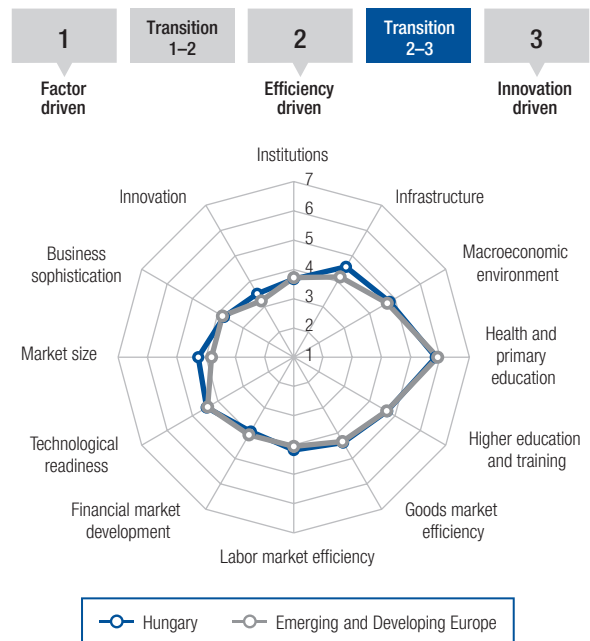 1
Transition
1–2
2
Transition
2–3
3
Factor
driven
Efficiency
driven
Innovation
driven
Institutions
7
6
5
4
3
2
1
Infrastructure
Macroeconomic
environment
Health and
primary
education
Higher education
and training
Goods market
efficiency
Labor market efficiency
Financial market
development
Technological
readiness
Market size
Business
sophistication
Innovation
Hungary
Emerging and Developing Europe